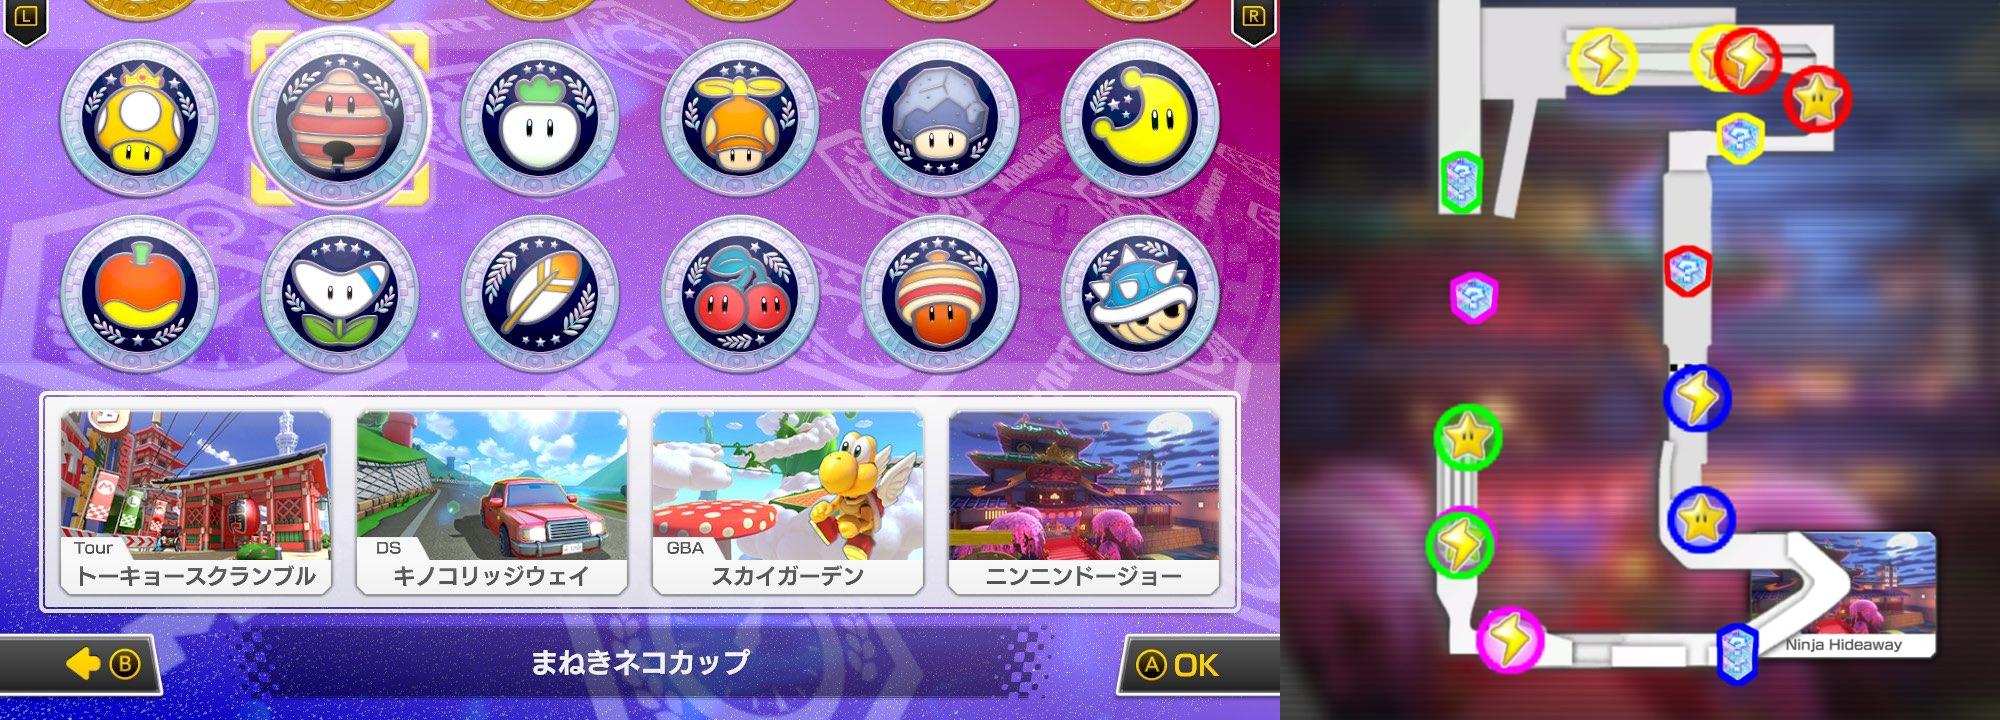 L
R
Tour
トーキョースクランブル
DS
キノコリッジウェイ
GBA
スカイガーデン
ニンニンドージョー
B
まねきネコカップ
A OK
Ninja Hideaway